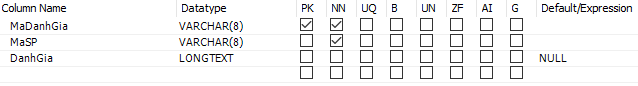 Column Name Datatype PK NN UQ B UN ZF AI G Default/Expression
MaDanhGia VARCHAR(8)
MaSP VARCHAR(8)
DanhGia LONGTEXT NULL